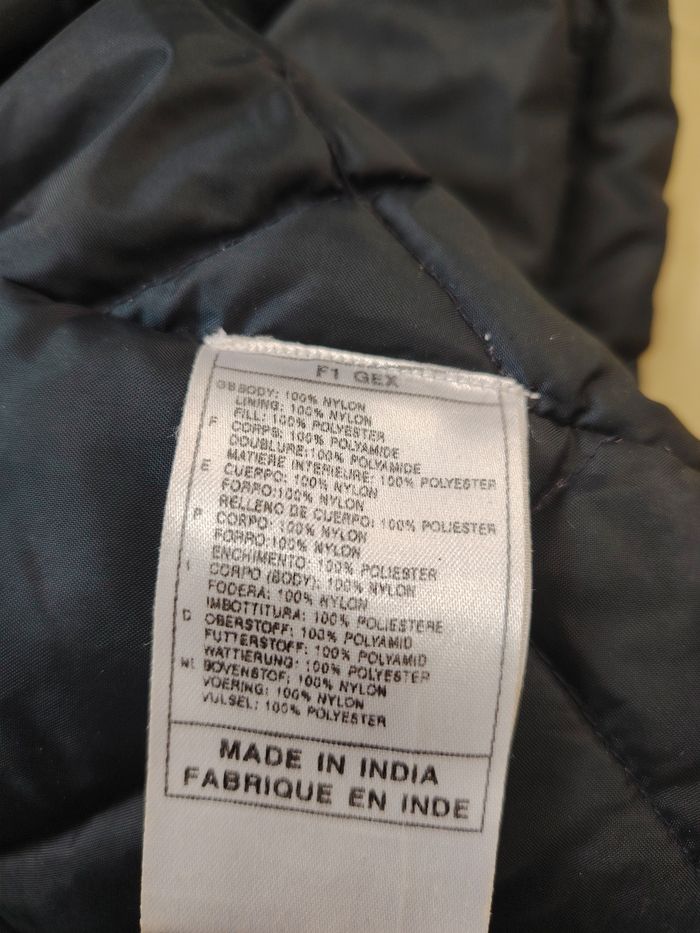 F1 GEX
GB BODY: 100% NYLON
LINING: 100% NYLON
FILL: 100% POLYESTER
F CORPS: 100% POLYAMIDE
DOUBLURE:100% POLYAMIDE
MATIERE INTERIEURE: 100% POLYESTER
E CUERPO: 100% NYLON
FORRO:100% NYLON
RELLENO DE CUERPO: 100% POLIESTER
P CORPO: 100% NYLON
FORRO:100% NYLON
ENCHIMENTO: 100% POLIESTER
I CORPO (BODY): 100% NYLON
FODERA: 100% NYLON
IMBOTTITURA: 100% POLIESTERE
D OBERSTOFF: 100% POLYAMID
FUTTERSTOFF: 100% POLYAMID
WATTIERUNG: 100% POLYESTER
NL BOVENSTOF: 100% NYLON
VOERING: 100% NYLON
VULSEL: 100% POLYESTER
MADE IN INDIA
FABRIQUE EN INDE